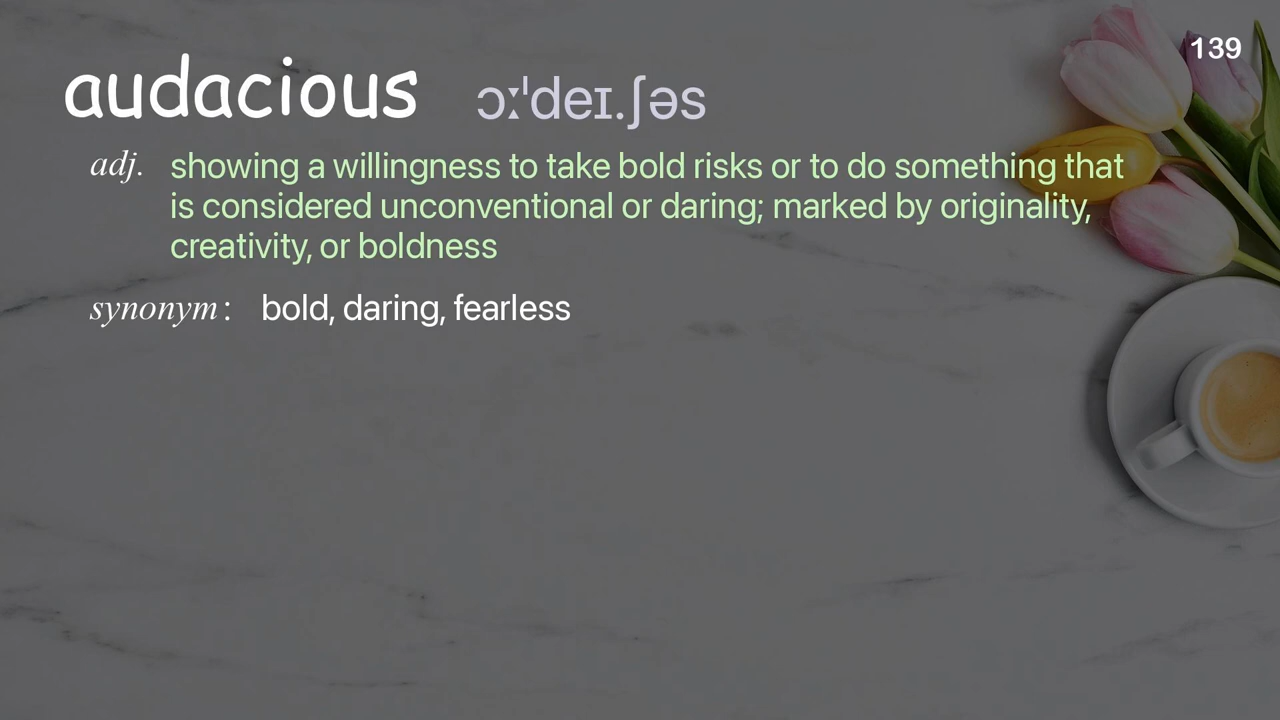 139
audacious ɔːˈdeɪ.ʃəs
adj. showing a willingness to take bold risks or to do something that
is considered unconventional or daring; marked by originality,
creativity, or boldness
synonym: bold, daring, fearless